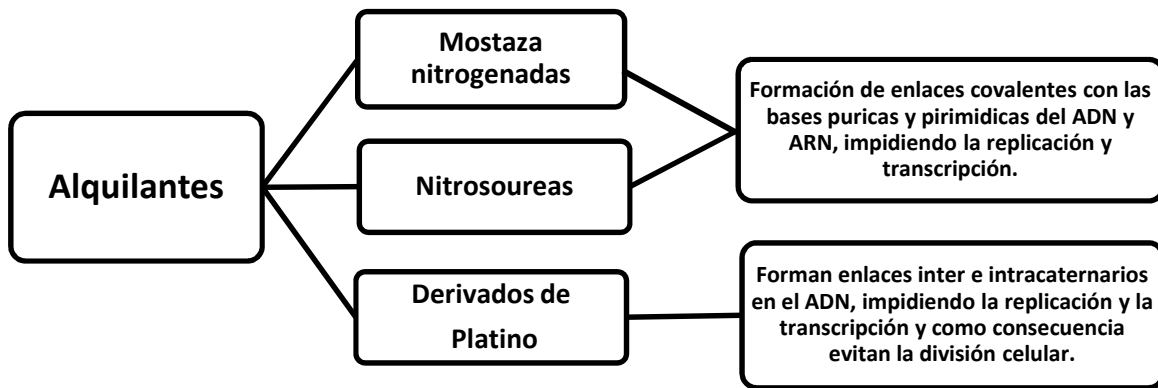 Alquilantes
Mostaza
nitrogenadas
Nitrosoureas
Derivados de
Platino
Formación de enlaces covalentes con las
bases puricas y pirimidicas del ADN y
ARN, impidiendo la replicación y
transcripción.
Forman enlaces inter e intracaternarios
en el ADN, impidiendo la replicación y la
transcripción y como consecuencia
evitan la división celular.